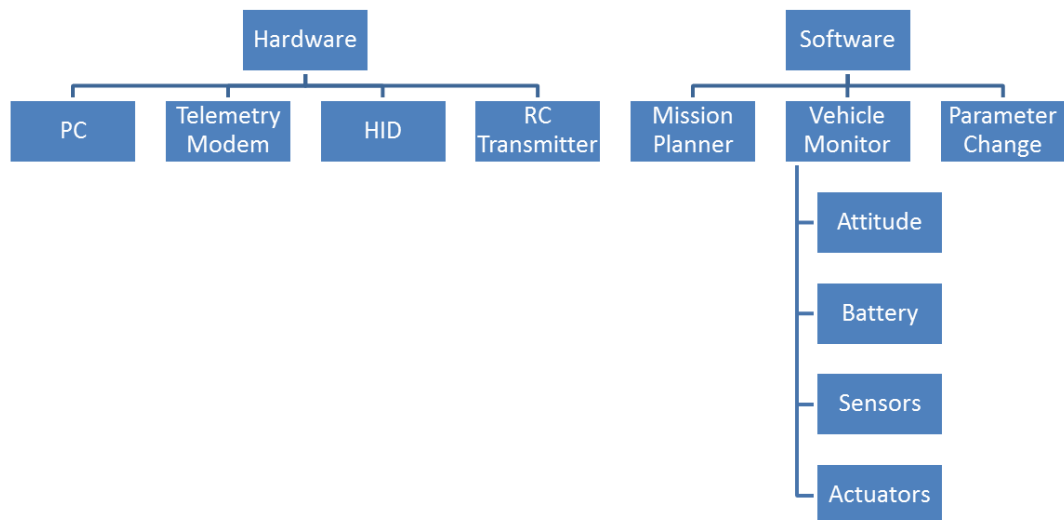 Hardware
Software
PC
Telemetry
Modem
HID
RC
Transmitter
Mission
Planner
Vehicle
Monitor
Parameter
Change
Attitude
Battery
Sensors
Actuators